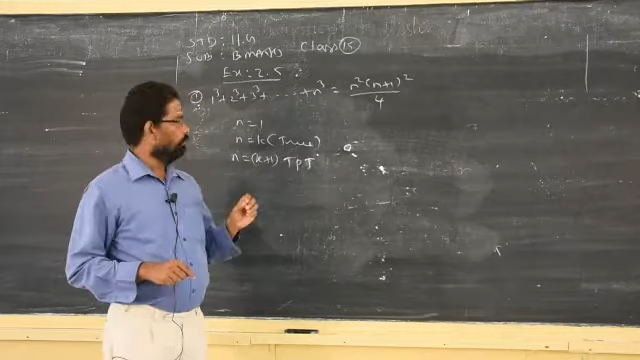 STD : 11th
SUB: B MATHS Class 15
Ex: 2.5 :
① 1³+2³+3³+ ..... +n³ = n²(n+1)² / 4
n=1
n=k (True)
n=(k+1) TPT